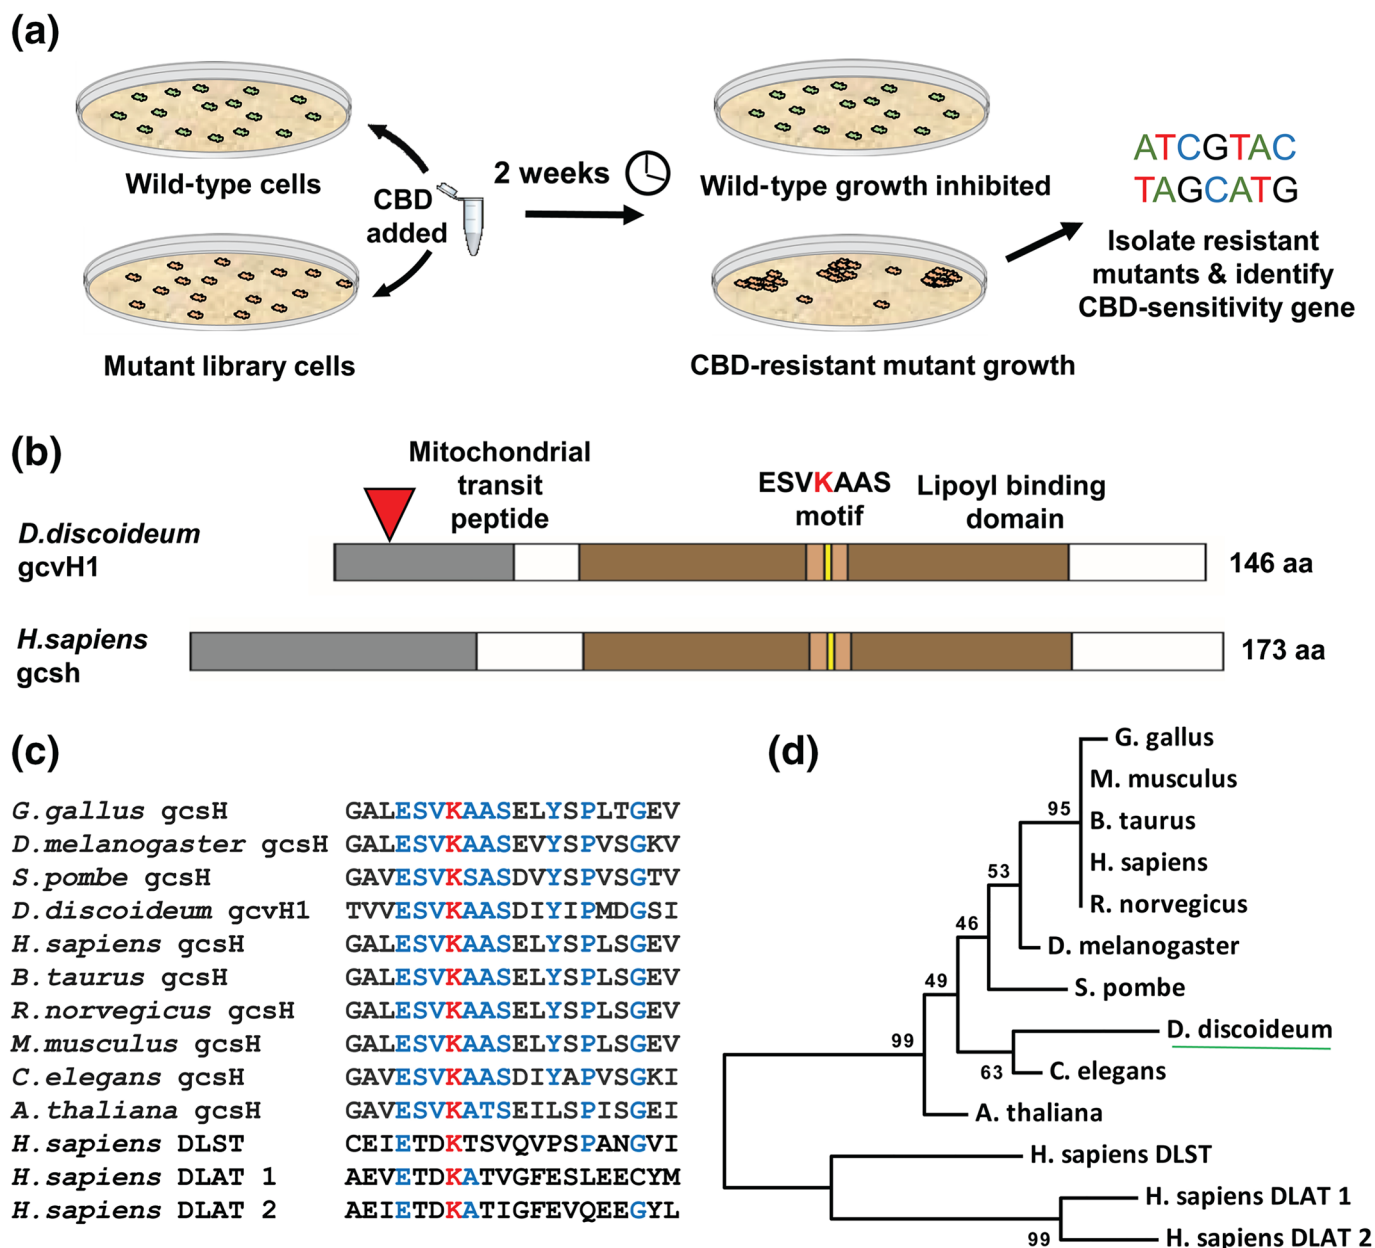 (a)
Wild-type cells
CBD
added
2 weeks
Wild-type growth inhibited
ATCGTAC
TAGCATG
Isolate resistant
mutants & identify
CBD-sensitivity gene
Mutant library cells
CBD-resistant mutant growth
(b)
Mitochondrial
transit
peptide
ESVKAAS
motif
Lipoyl binding
domain
D.discoideum
gcvH1
146 aa
H.sapiens
gcsh
173 aa
(c)
G.gallus gcsH GALESVKAASELYSPLTGEV
D.melanogaster gcsH GALESVKAASEVYSPVSGKV
S.pombe gcsH GAVESVKSASDVYSPVSGTV
D.discoideum gcvH1 TVVESVKAASDIYIPMDGSI
H.sapiens gcsH GALESVKAASELYSPLSGEV
B.taurus gcsH GALESVKAASELYSPLSGEV
R.norvegicus gcsH GALESVKAASELYSPLSGEV
M.musculus gcsH GALESVKAASELYSPLSGEV
C.elegans gcsH GAVESVKAASDIYAPVSGKI
A.thaliana gcsH GAVESVKATSEILSPISGEI
H.sapiens DLST CEIETDKTSVQVPSPANGVI
H.sapiens DLAT 1 AEVETDKATVGFESLEECYM
H.sapiens DLAT 2 AEIETDKATIGFEVQEEGYL
(d)
G. gallus
M. musculus
95
B. taurus
H. sapiens
53
R. norvegicus
46
D. melanogaster
49
S. pombe
99
D. discoideum
63
C. elegans
A. thaliana
H. sapiens DLST
H. sapiens DLAT 1
99
H. sapiens DLAT 2